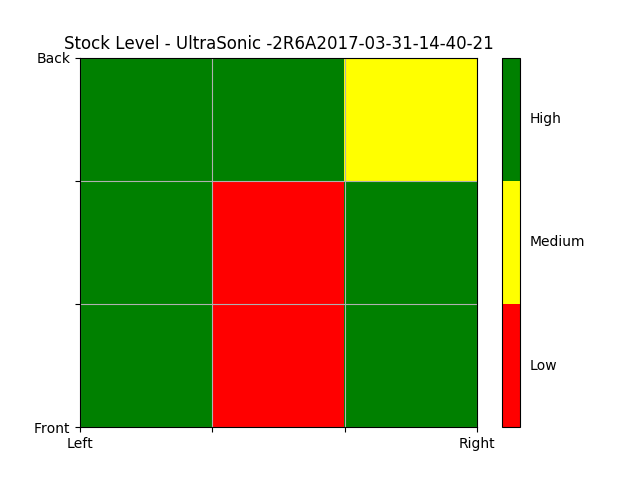 Stock Level - UltraSonic -2R6A2017-03-31-14-40-21
Back
High
Medium
Low
Front
Left
Right